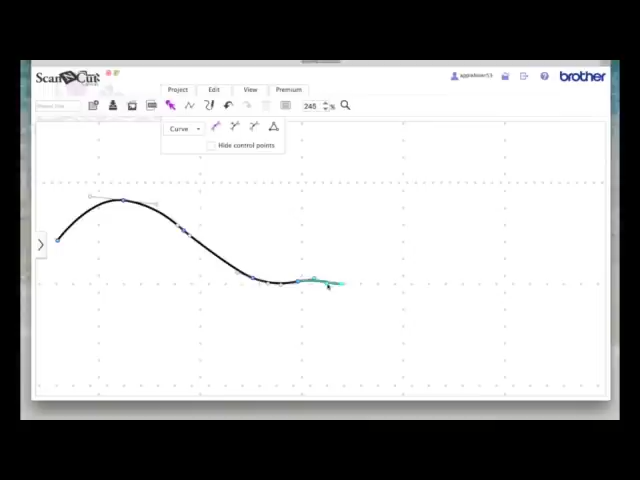 ScanNCut
brother
Project Edit View Premium
245 %
Curve
Hide control points